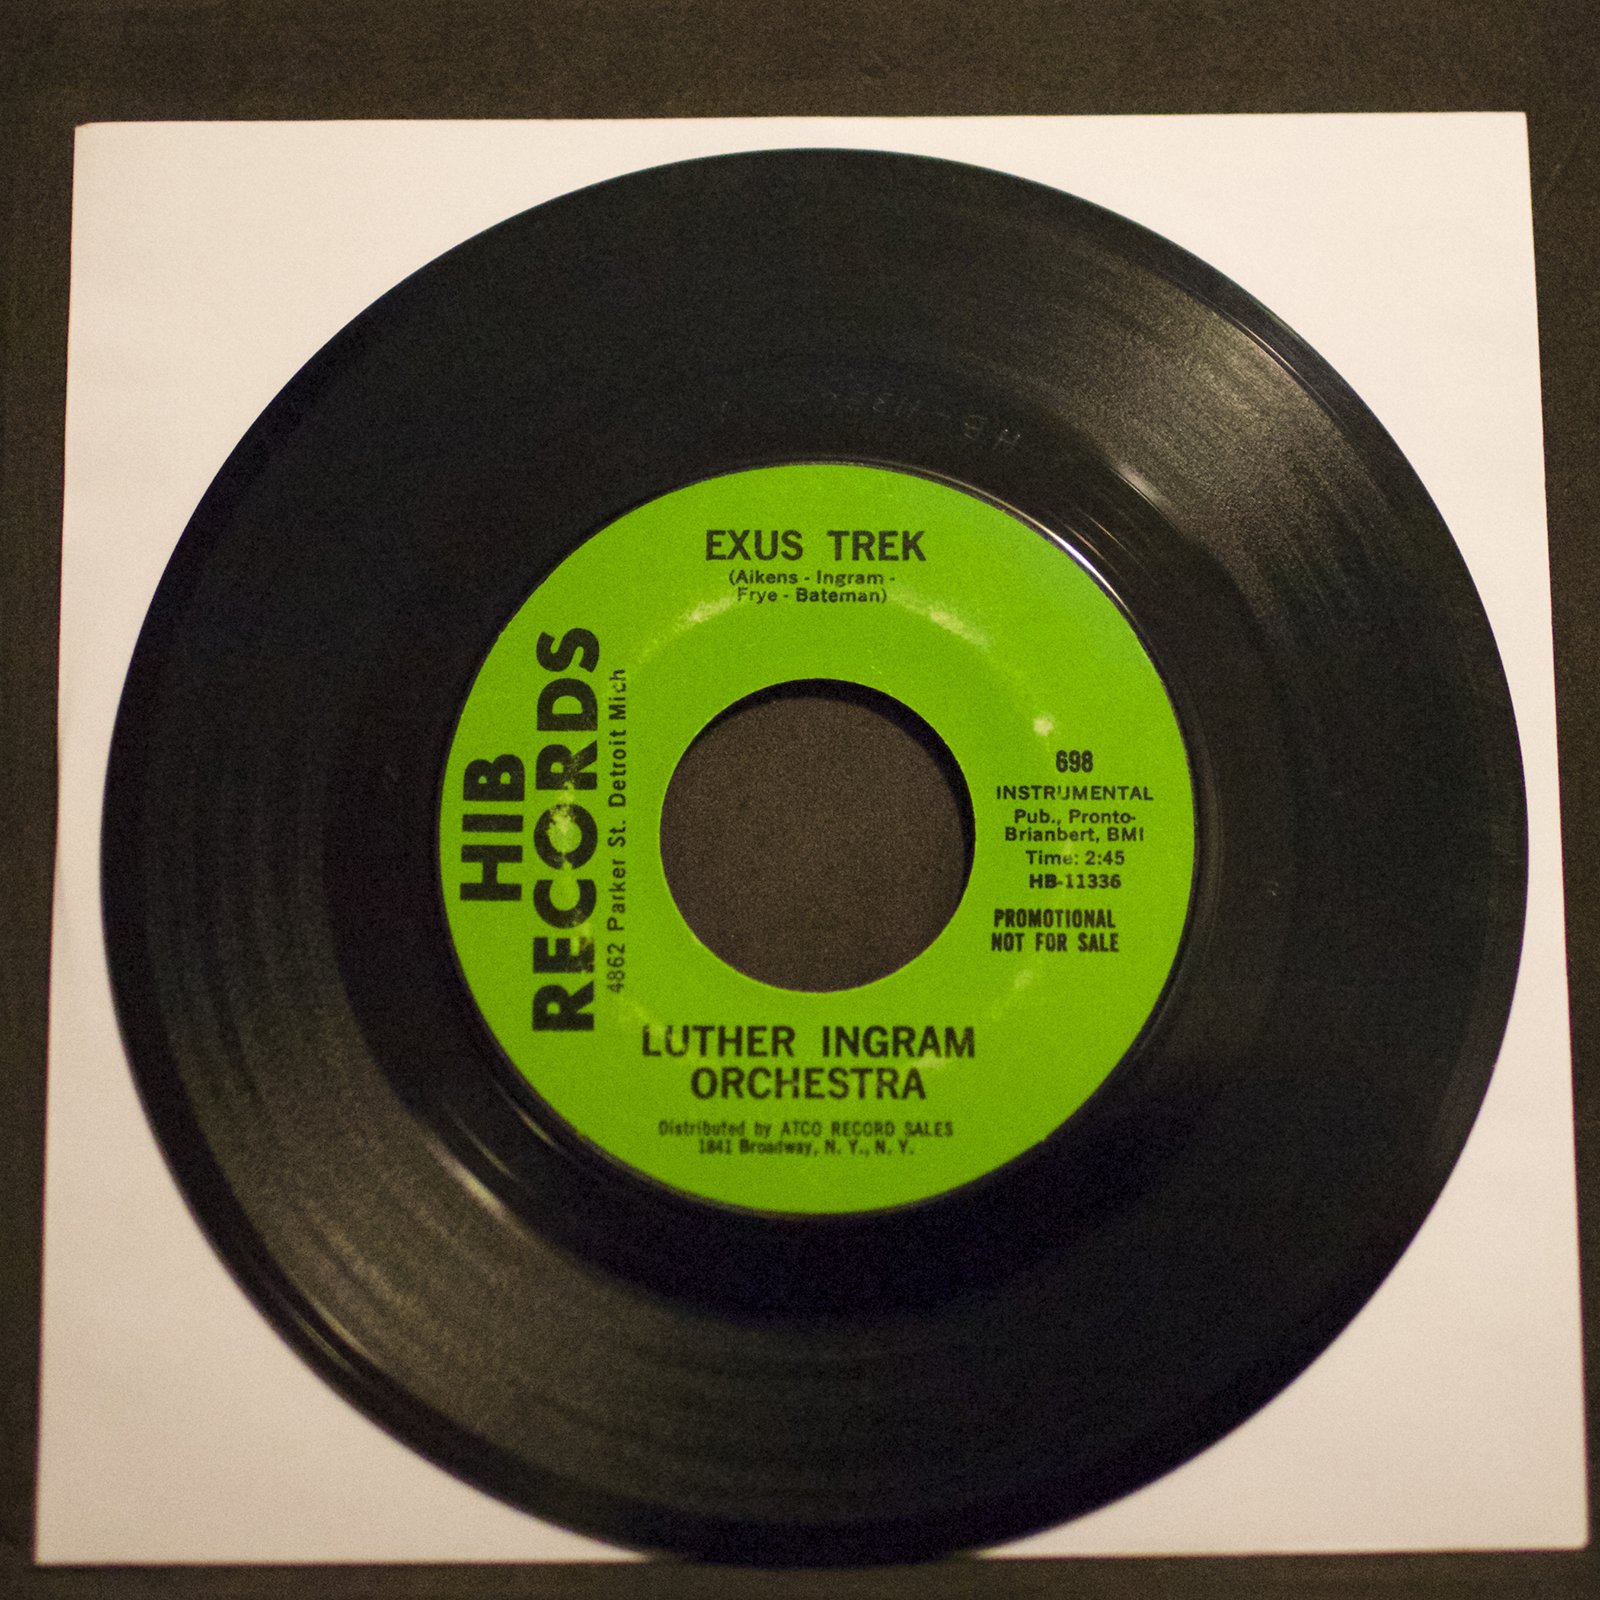 EXUS TREK
(Aikens - Ingram -
Frye - Bateman)
HIB
RECORDS
4862 Parker St. Detroit Mich
698
INSTRUMENTAL
Pub., Pronto-
Brianbert, BMI
Time: 2:45
HB-11336
PROMOTIONAL
NOT FOR SALE
LUTHER INGRAM
ORCHESTRA
Distributed by ATCO RECORD SALES
1841 Broadway, N. Y., N. Y.